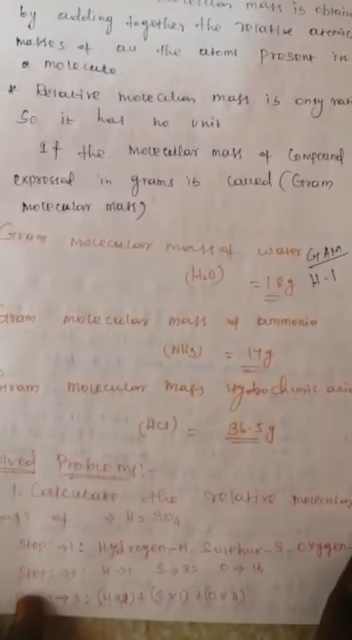 mass is obtain
by adding together the relative atomic
masses of all the atoms present in
a molecule.
* Relative molecular mass is only
So it has no unit
If the Molecular mass of Compound
expressed in grams is called (Gram
molecular mass)
Gram molecular mass of water GAM
(H2O) = 18g H-1
Gram molecular mass of ammonia
(NH3) = 17g
Gram molecular mass Hydrochloric acid
(HCl) = 36.5g
Solved Problems:-
1. Calculate the relative molecular
of → H2SO4
Step:→1: Hydrogen-H Sulphur-S Oxygen-
Step:→2: H→1 S→32 O→16
→3: (H×2)+(S×1)+(O×4)